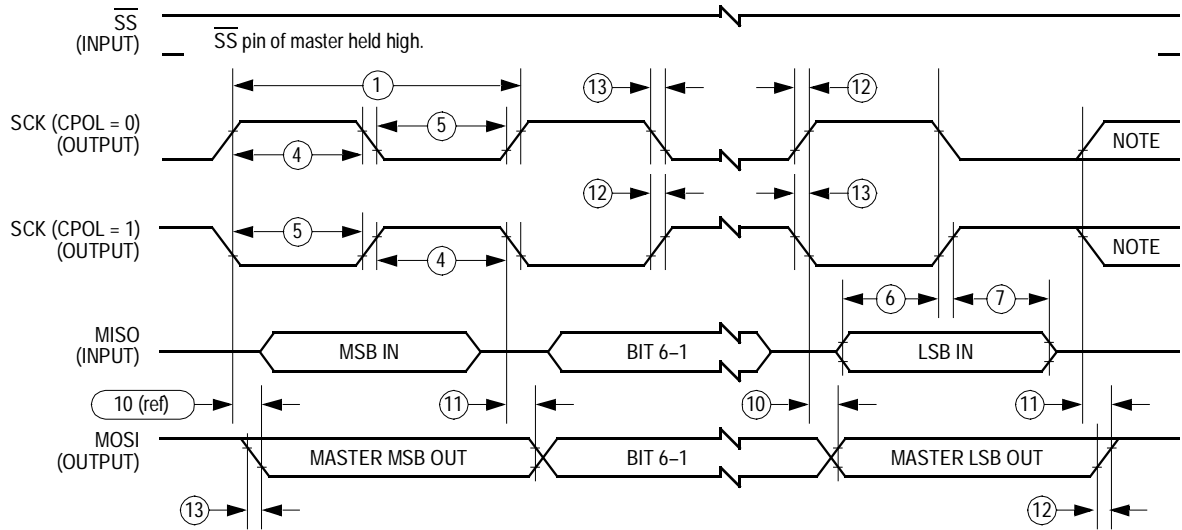 SS
(INPUT)
SS pin of master held high.
1
13
12
SCK (CPOL = 0)
(OUTPUT)
5
4
NOTE
12
13
SCK (CPOL = 1)
(OUTPUT)
5
4
NOTE
6
7
MISO
(INPUT)
MSB IN
BIT 6–1
LSB IN
10 (ref)
11
10
11
MOSI
(OUTPUT)
MASTER MSB OUT
BIT 6–1
MASTER LSB OUT
13
12